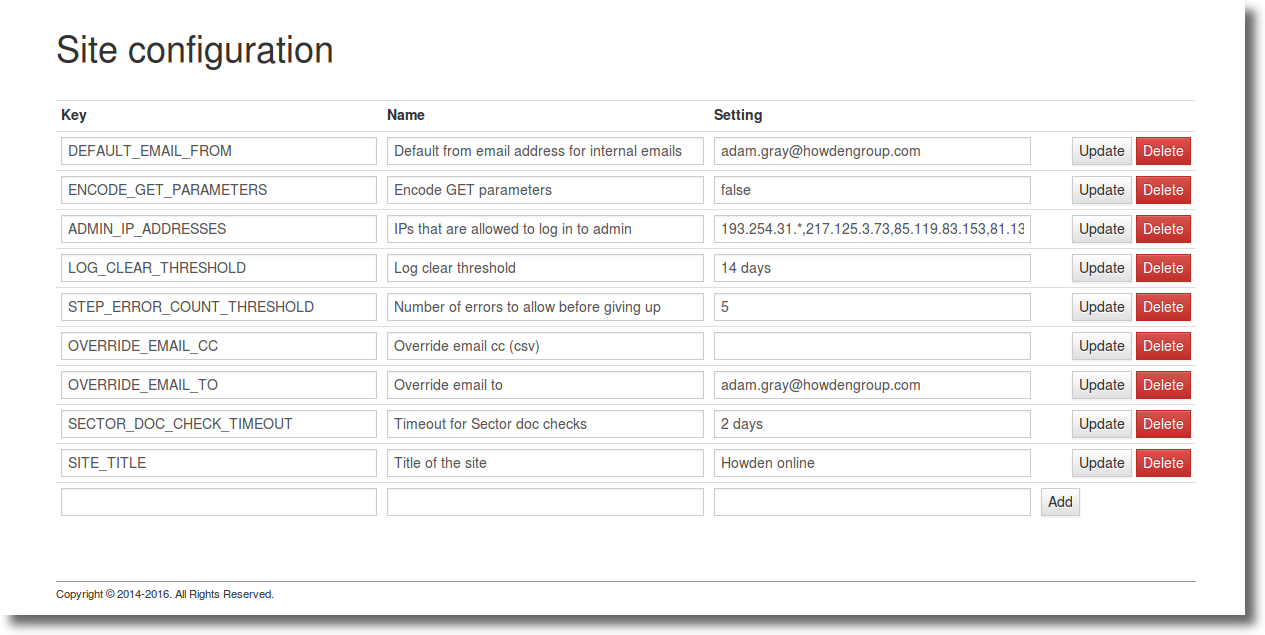 Site configuration
Key Name Setting
DEFAULT_EMAIL_FROM Default from email address for internal emails adam.gray@howdengroup.com Update Delete
ENCODE_GET_PARAMETERS Encode GET parameters false Update Delete
ADMIN_IP_ADDRESSES IPs that are allowed to log in to admin 193.254.31.*,217.125.3.73,85.119.83.153,81.13 Update Delete
LOG_CLEAR_THRESHOLD Log clear threshold 14 days Update Delete
STEP_ERROR_COUNT_THRESHOLD Number of errors to allow before giving up 5 Update Delete
OVERRIDE_EMAIL_CC Override email cc (csv) Update Delete
OVERRIDE_EMAIL_TO Override email to adam.gray@howdengroup.com Update Delete
SECTOR_DOC_CHECK_TIMEOUT Timeout for Sector doc checks 2 days Update Delete
SITE_TITLE Title of the site Howden online Update Delete
Add
Copyright © 2014-2016. All Rights Reserved.